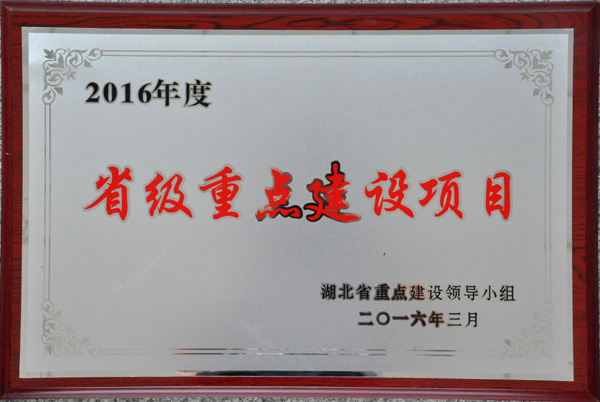 2016年度
省级重点建设项目
湖北省重点建设领导小组
二〇一六年三月